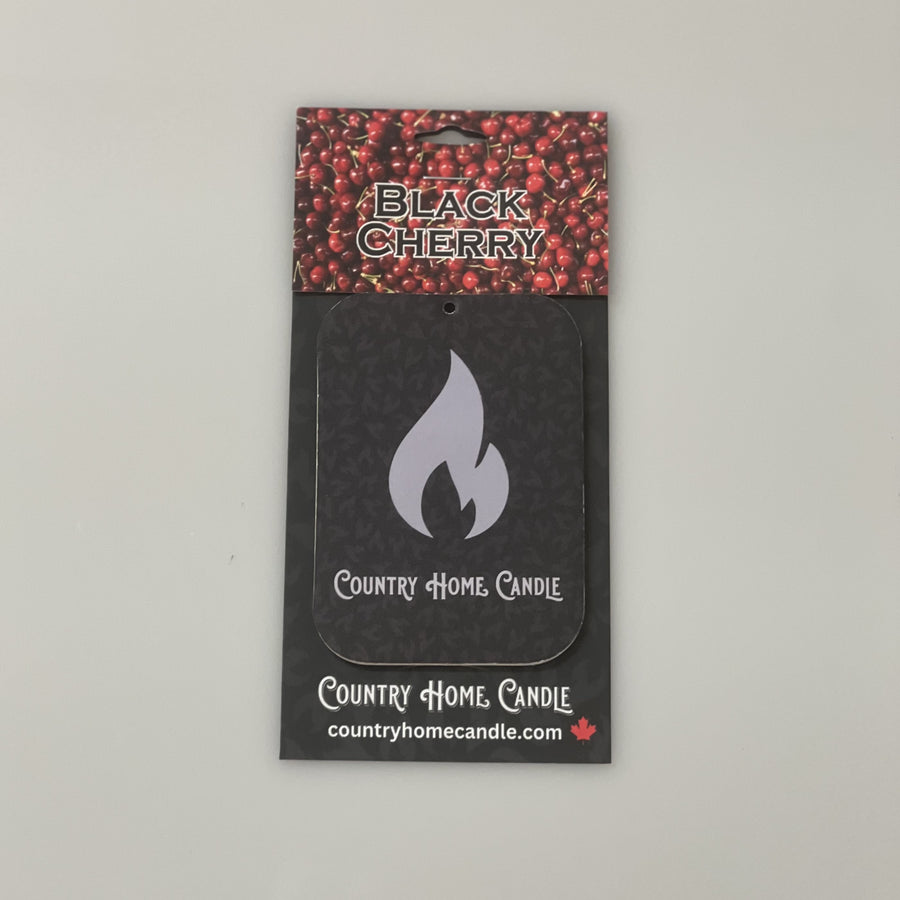 BLACK
CHERRY
COUNTRY HOME CANDLE
COUNTRY HOME CANDLE
countryhomecandle.com